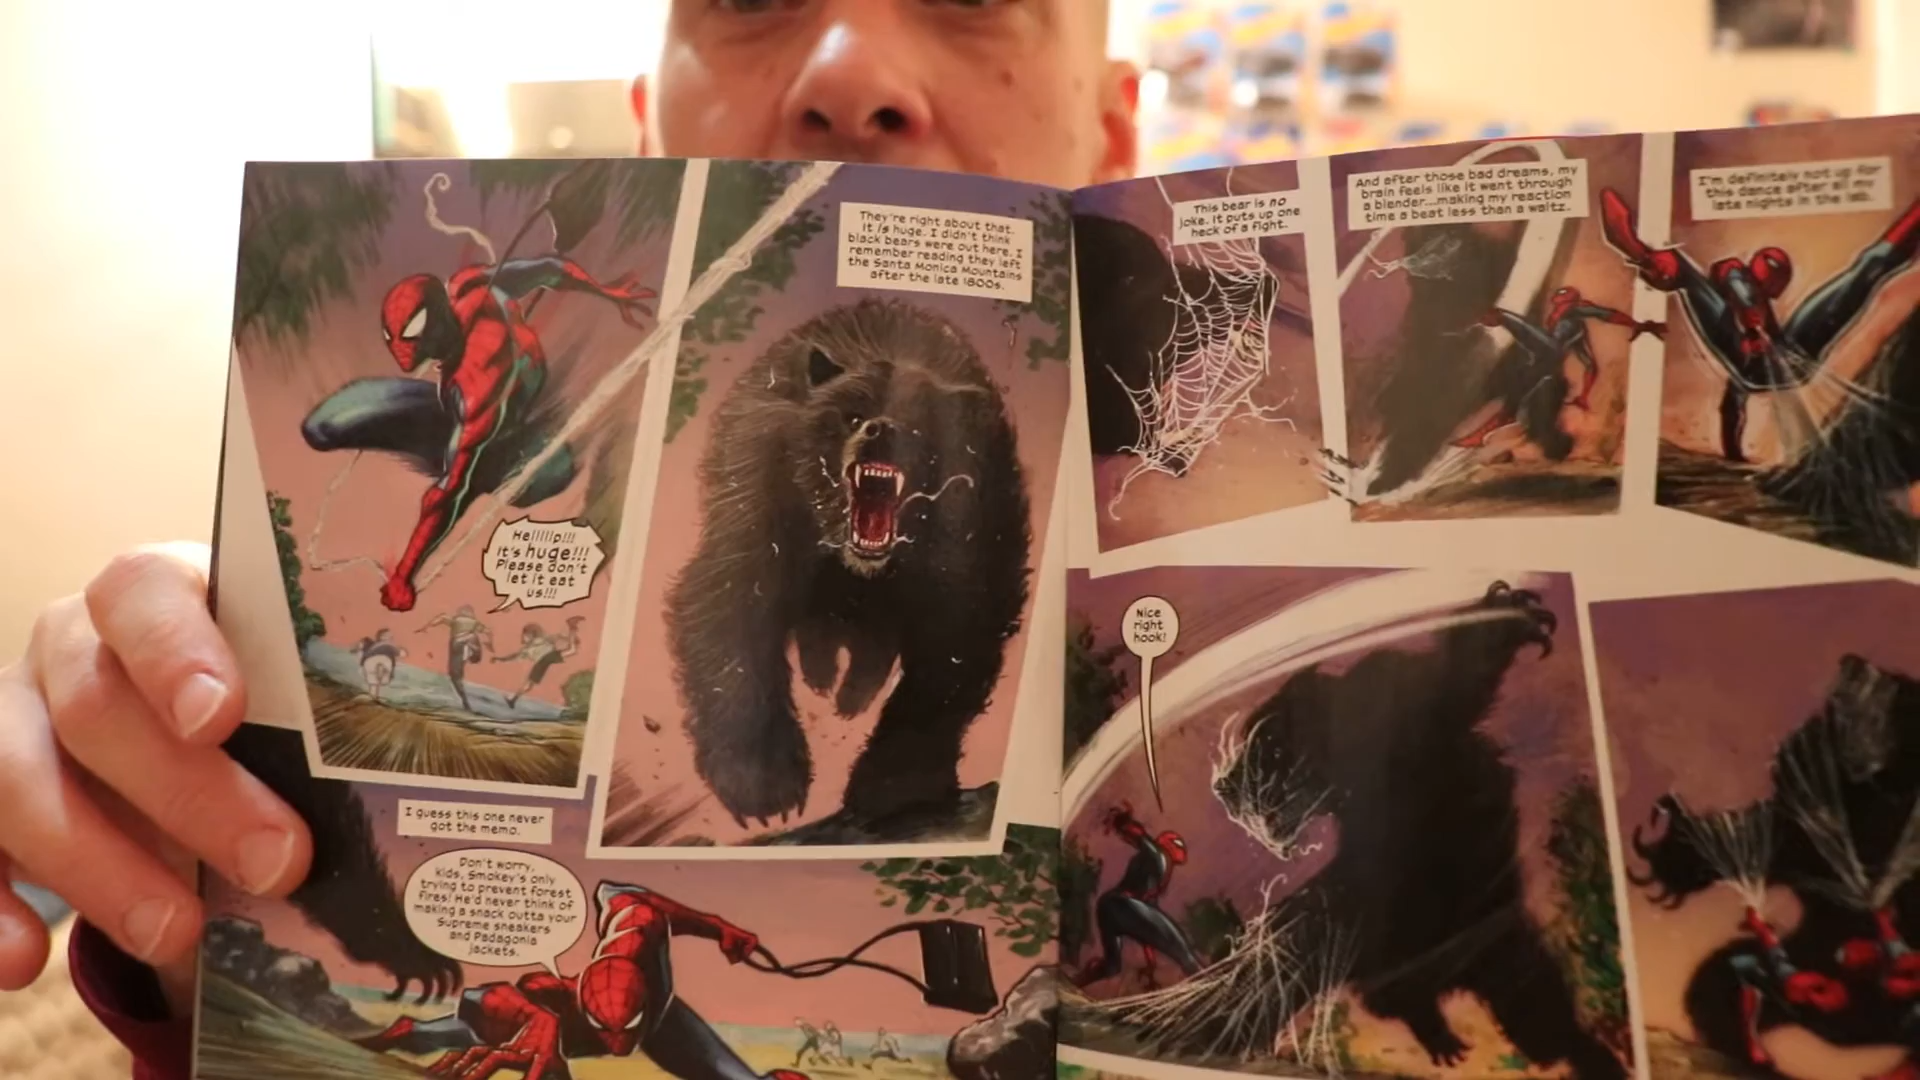 Helllllp!!!
It's huge!!!
Please don't
let it eat
us!!!
They're right about that.
It is huge. I didn't think
black bears were out here. I
remember reading they left
the Santa Monica Mountains
after the late 1800s.
I guess this one never
got the memo.
Don't worry,
kids, Smokey's only
trying to prevent forest
fires! He'd never think of
making a snack outta your
Supreme sneakers
and Padagonia
jackets.
This bear is no
joke. It puts up one
heck of a fight.
And after those bad dreams, my
brain feels like it went through
a blender...making my reaction
time a beat less than a waltz.
I'm definitely not up for
this dance after all my
late nights in the lab.
Nice
right
hook!